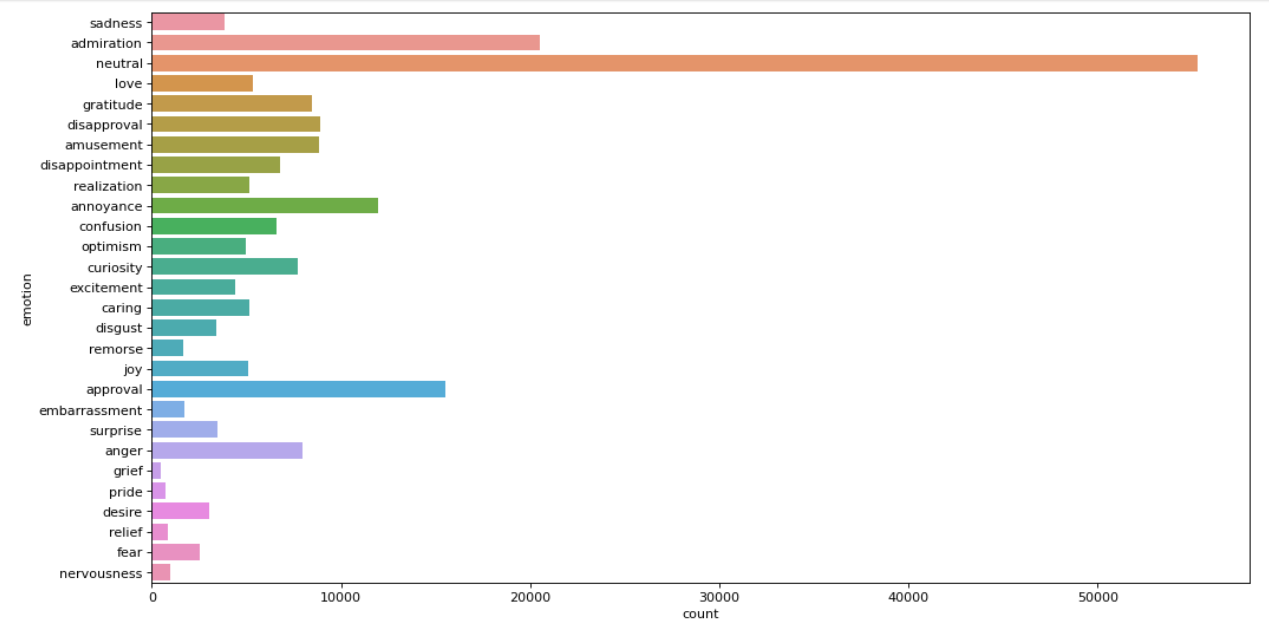 sadness
admiration
neutral
love
gratitude
disapproval
amusement
disappointment
realization
annoyance
confusion
optimism
curiosity
excitement
emotion
caring
disgust
remorse
joy
approval
embarrassment
surprise
anger
grief
pride
desire
relief
fear
nervousness
0 10000 20000 30000 40000 50000
count